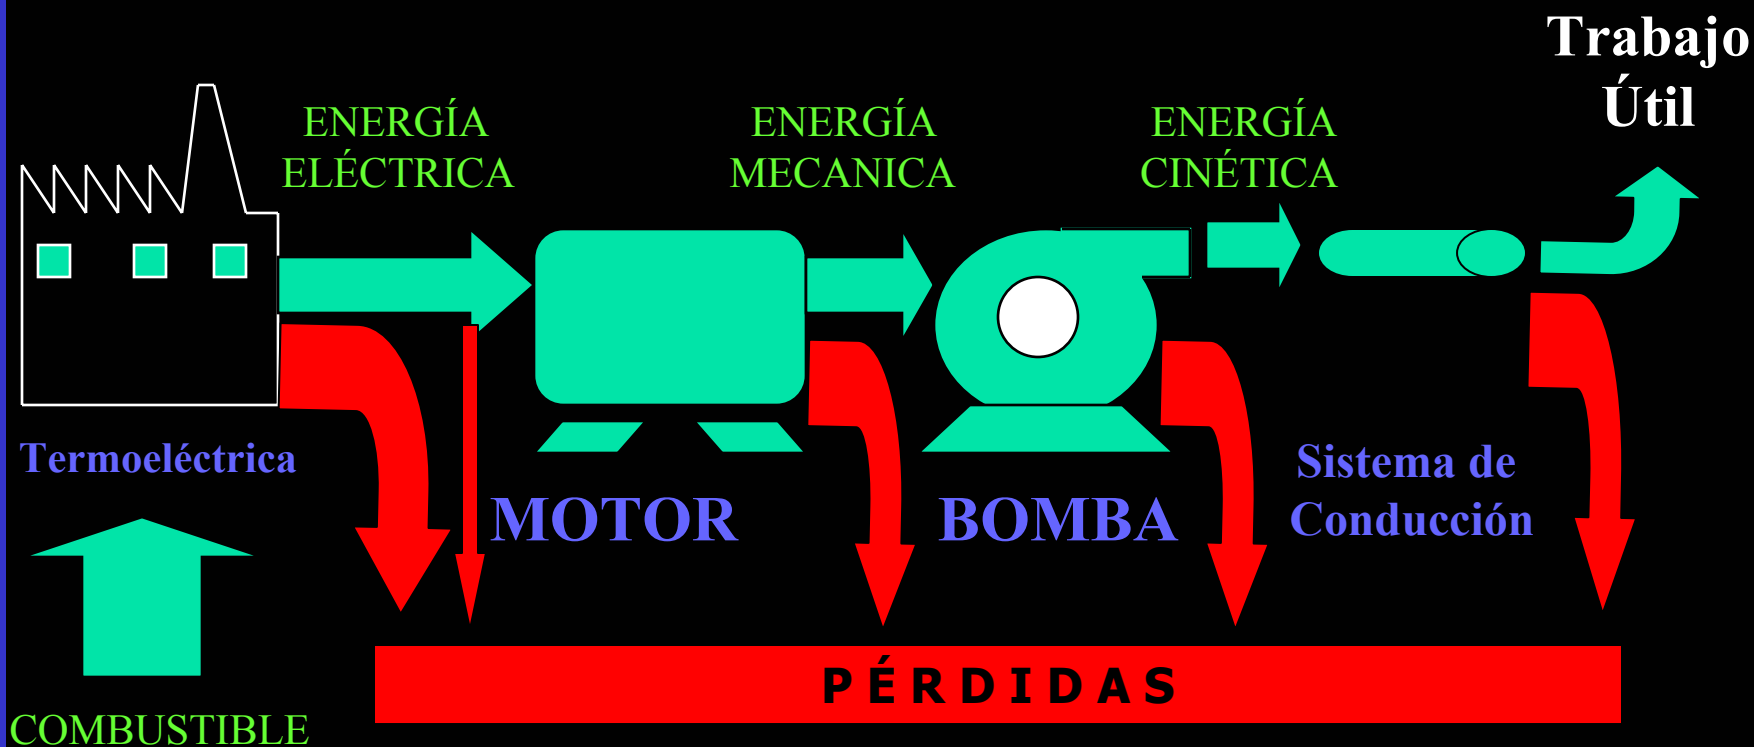 Trabajo
Útil
ENERGÍA
ELÉCTRICA
ENERGÍA
MECANICA
ENERGÍA
CINÉTICA
Termoeléctrica
MOTOR
BOMBA
Sistema de
Conducción
PÉRDIDAS
COMBUSTIBLE